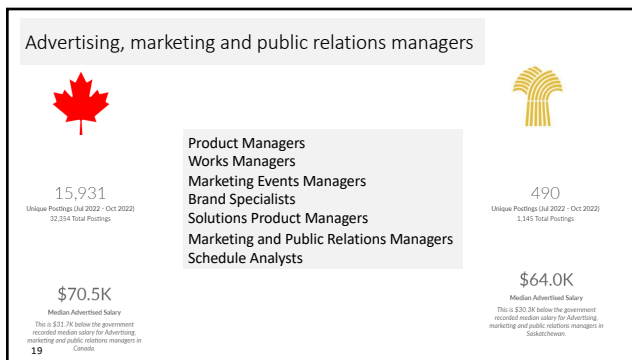 Advertising, marketing and public relations managers
15,931
Unique Postings (Jul 2022 - Oct 2022)
32,354 Total Postings
$70.5K
Median Advertised Salary
This is $31.7K below the government
recorded median salary for Advertising,
marketing and public relations managers in
Canada.
Product Managers
Works Managers
Marketing Events Managers
Brand Specialists
Solutions Product Managers
Marketing and Public Relations Managers
Schedule Analysts
490
Unique Postings (Jul 2022 - Oct 2022)
1,145 Total Postings
$64.0K
Median Advertised Salary
This is $30.3K below the government
recorded median salary for Advertising,
marketing and public relations managers in
Saskatchewan.
19